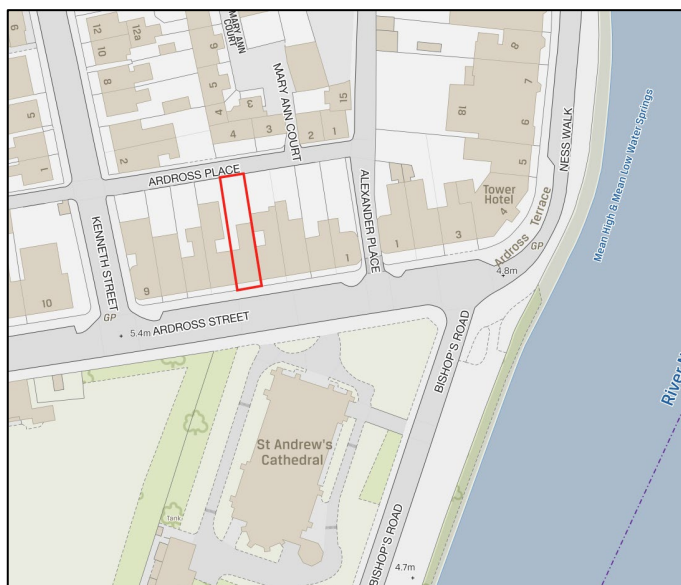 6
12
12a
10
MARY ANN
COURT
6
8
5
8
7
5
3
15
18
4
4
3
2
1
6
MARY ANN COURT
NESS WALK
1
2
5
ARDROSS PLACE
Tower
Hotel
4
Mean High & Mean Low Water Springs
KENNETH STREET
ALEXANDER PLACE
Ardross Terrace
1
3
GP
10
9
1
4.8m
GP
5.4m
ARDROSS STREET
BISHOP'S ROAD
St Andrew's
Cathedral
River
tank
BISHOP'S ROAD
4.7m